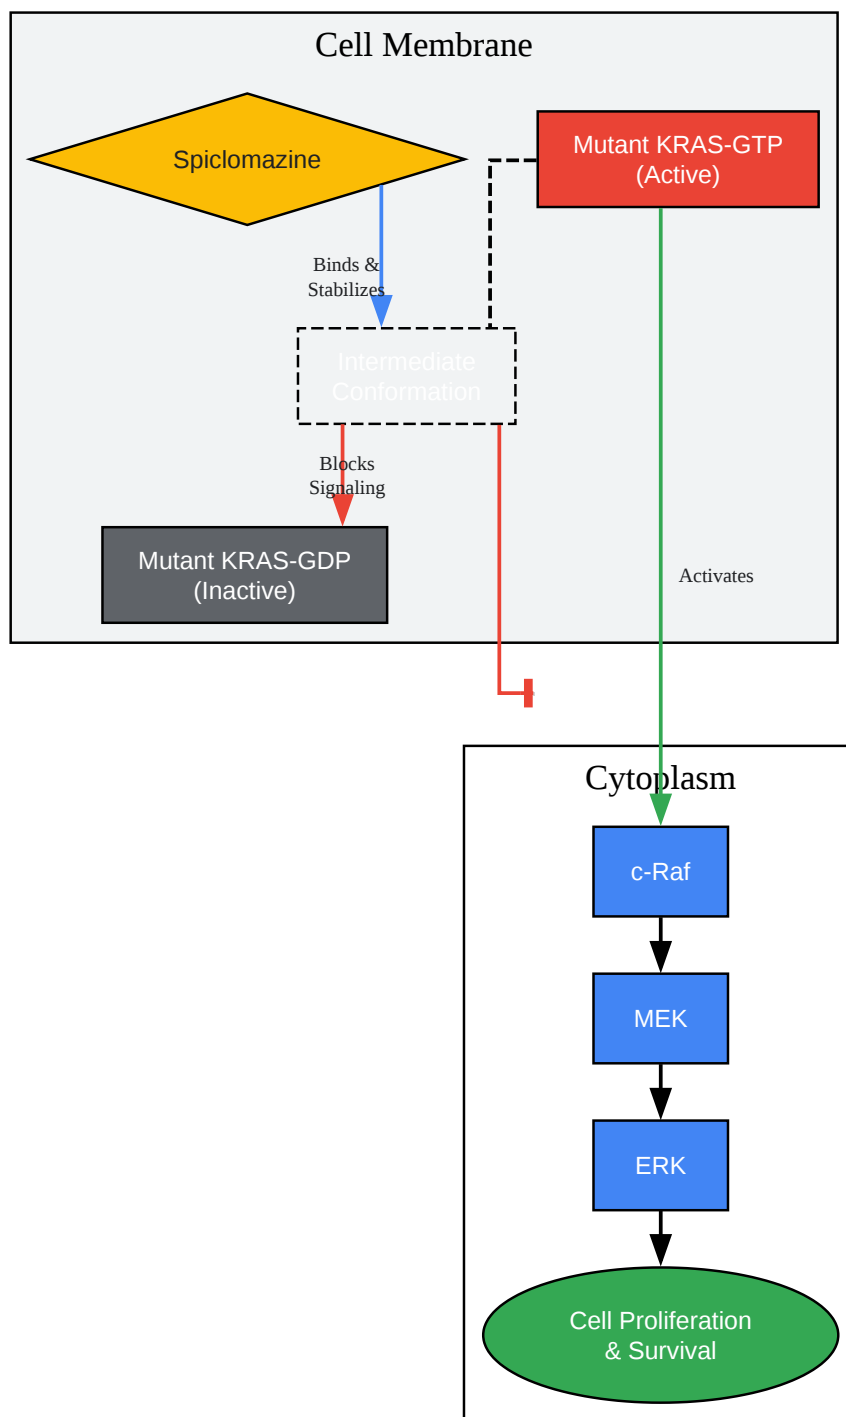 Cell Membrane
Spiclomazine
Mutant KRAS-GTP
(Active)
Binds &
Stabilizes
Intermediate
Conformation
Blocks
Signaling
Mutant KRAS-GDP
(Inactive)
Activates
Cytoplasm
c-Raf
MEK
ERK
Cell Proliferation
& Survival